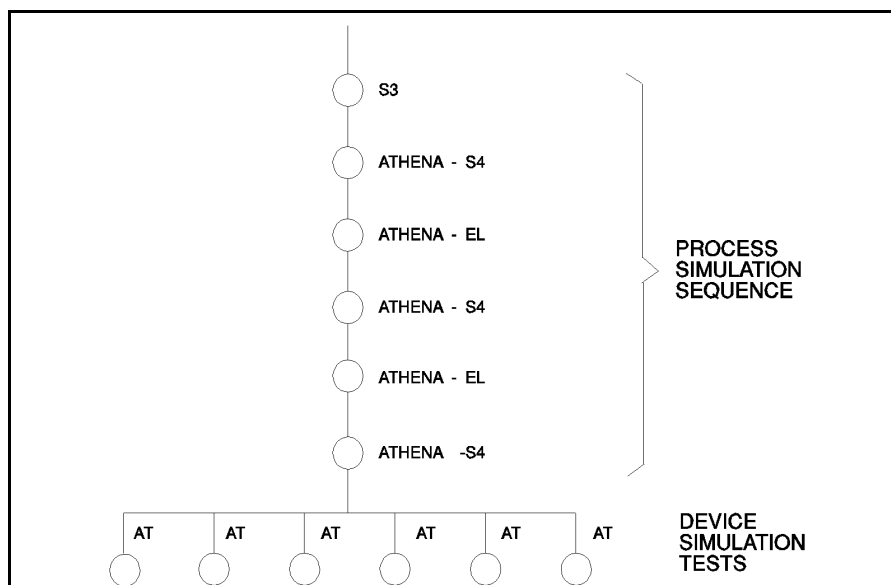 S3
ATHENA - S4
ATHENA - EL
ATHENA - S4
ATHENA - EL
ATHENA -S4
PROCESS
SIMULATION
SEQUENCE
AT AT AT AT AT AT
DEVICE
SIMULATION
TESTS